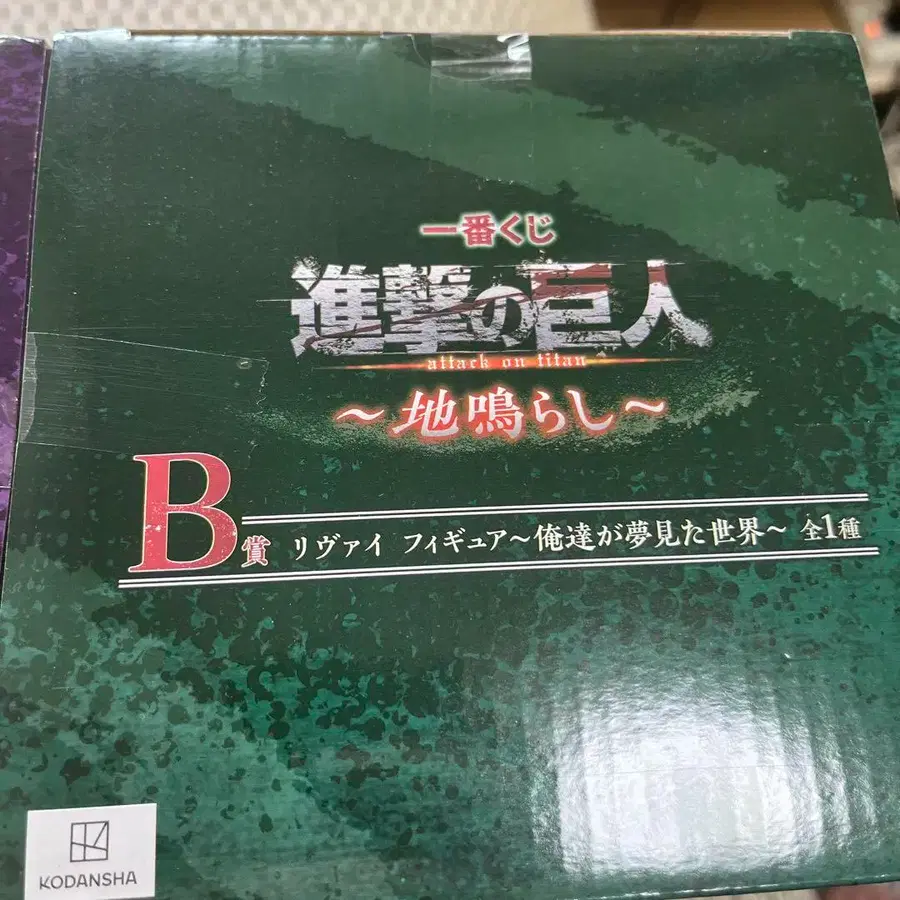 一番くじ
進撃の巨人
attack on titan
～地鳴らし～
B賞 リヴァイ フィギュア～俺達が夢見た世界～ 全1種
KODANSHA